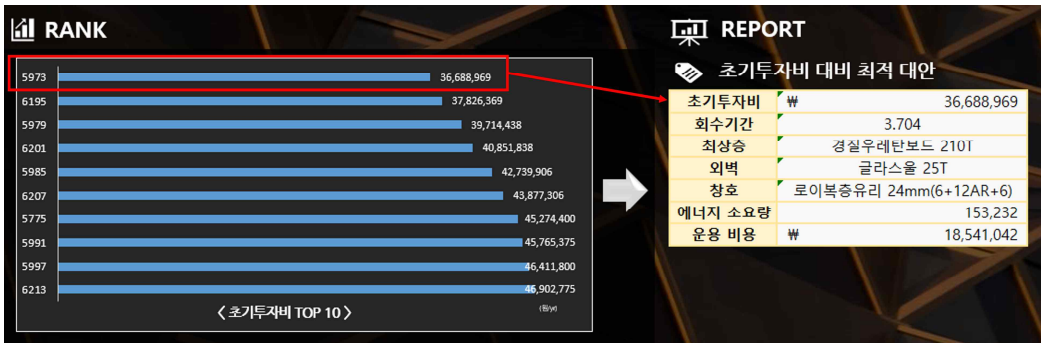 RANK
5973 36,688,969
6195 37,826,369
5979 39,714,438
6201 40,851,838
5985 42,739,906
6207 43,877,306
5775 45,274,400
5991 45,765,375
5997 46,411,800
6213 46,902,775
< 초기투자비 TOP 10 >
(원/yr)
REPORT
초기투자비 대비 최적 대안
초기투자비 ₩ 36,688,969
회수기간 3.704
최상층 경질우레탄보드 210T
외벽 글라스울 25T
창호 로이복층유리 24mm(6+12AR+6)
에너지 소요량 153,232
운용 비용 ₩ 18,541,042